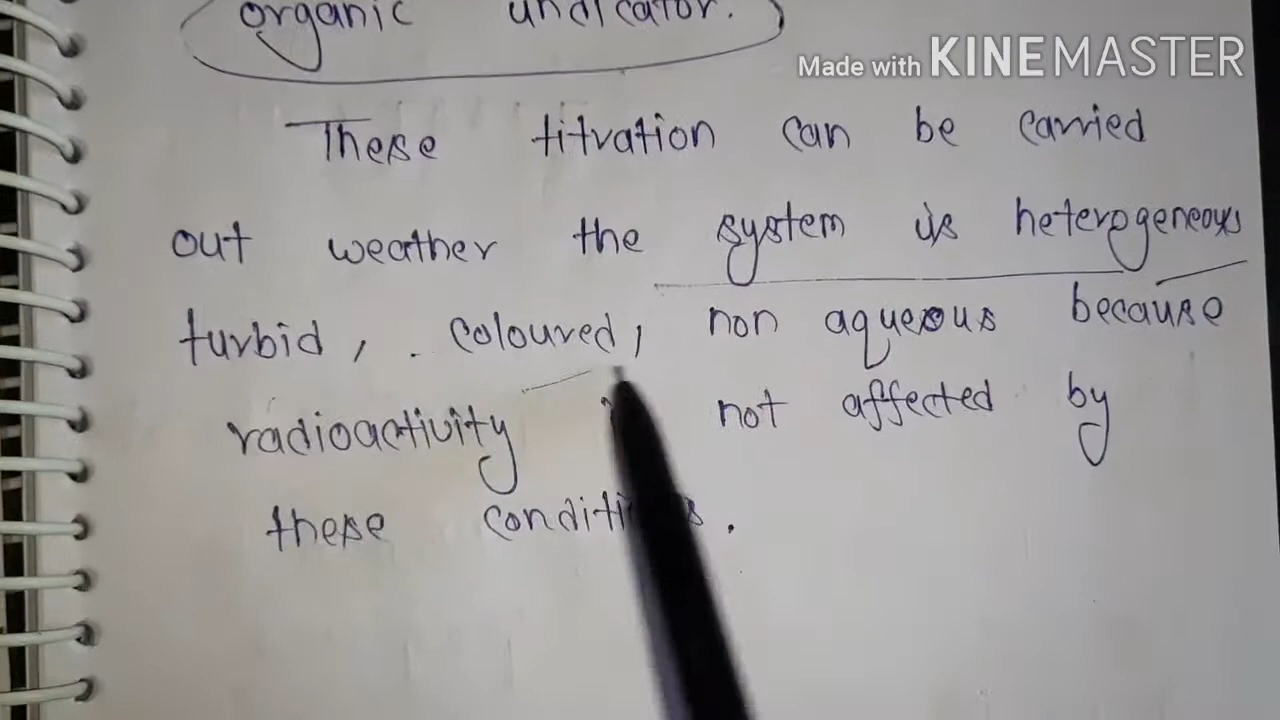 organic indicator.
Made with KINEMASTER
These titration can be carried
out weather the system is heterogeneous
turbid, . coloured, non aqueous because
radioactivity not affected by
these conditions.